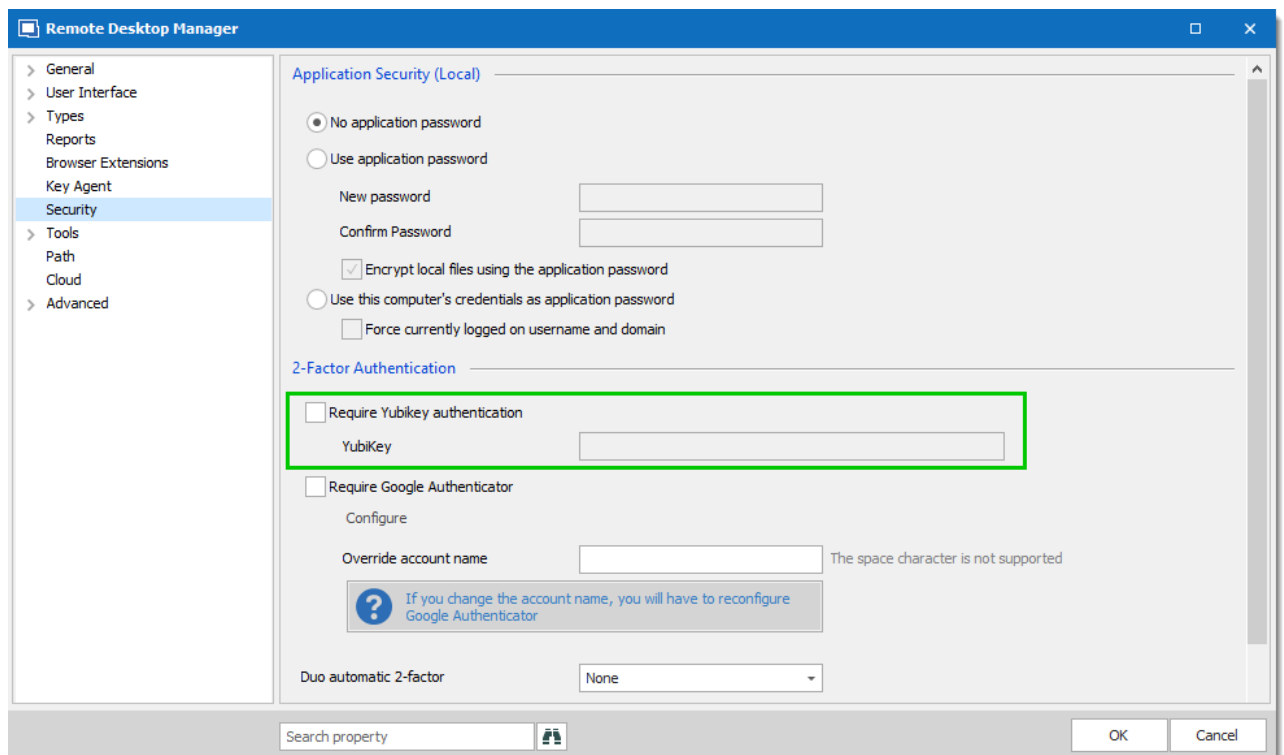 Remote Desktop Manager
General
User Interface
Types
Reports
Browser Extensions
Key Agent
Security
Tools
Path
Cloud
Advanced
Application Security (Local)
No application password
Use application password
New password
Confirm Password
Encrypt local files using the application password
Use this computer's credentials as application password
Force currently logged on username and domain
2-Factor Authentication
Require Yubikey authentication
YubiKey
Require Google Authenticator
Configure
Override account name
The space character is not supported
If you change the account name, you will have to reconfigure
Google Authenticator
Duo automatic 2-factor
None
Search property
OK
Cancel